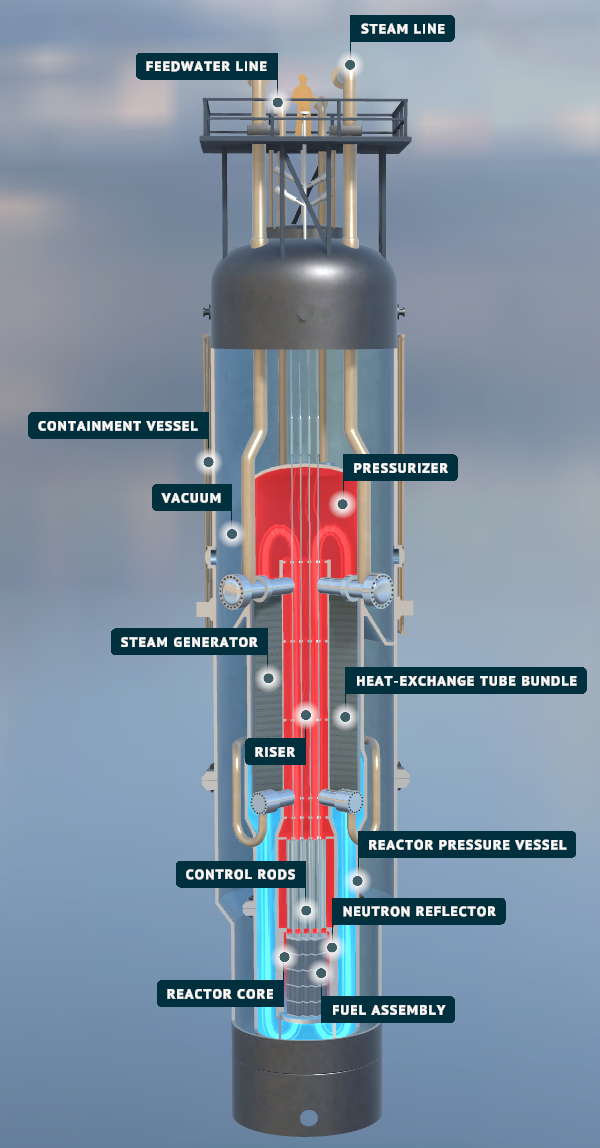 STEAM LINE
FEEDWATER LINE
CONTAINMENT VESSEL
PRESSURIZER
VACUUM
STEAM GENERATOR
HEAT-EXCHANGE TUBE BUNDLE
RISER
REACTOR PRESSURE VESSEL
CONTROL RODS
NEUTRON REFLECTOR
REACTOR CORE
FUEL ASSEMBLY